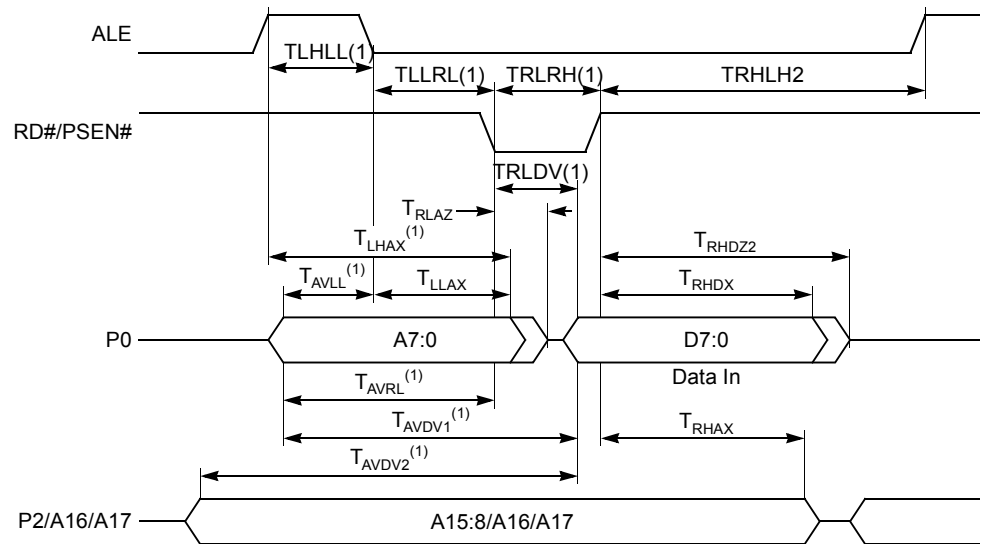 ALE
TLHLL(1)
TLLRL(1) TRLRH(1) TRHLH2
RD#/PSEN#
TRLDV(1)
TRLAZ
TLHAX(1) TRHDZ2
TAVLL(1) TLLAX TRHDX
P0 A7:0 D7:0
Data In
TAVRL(1)
TAVDV1(1) TRHAX
TAVDV2(1)
P2/A16/A17 A15:8/A16/A17